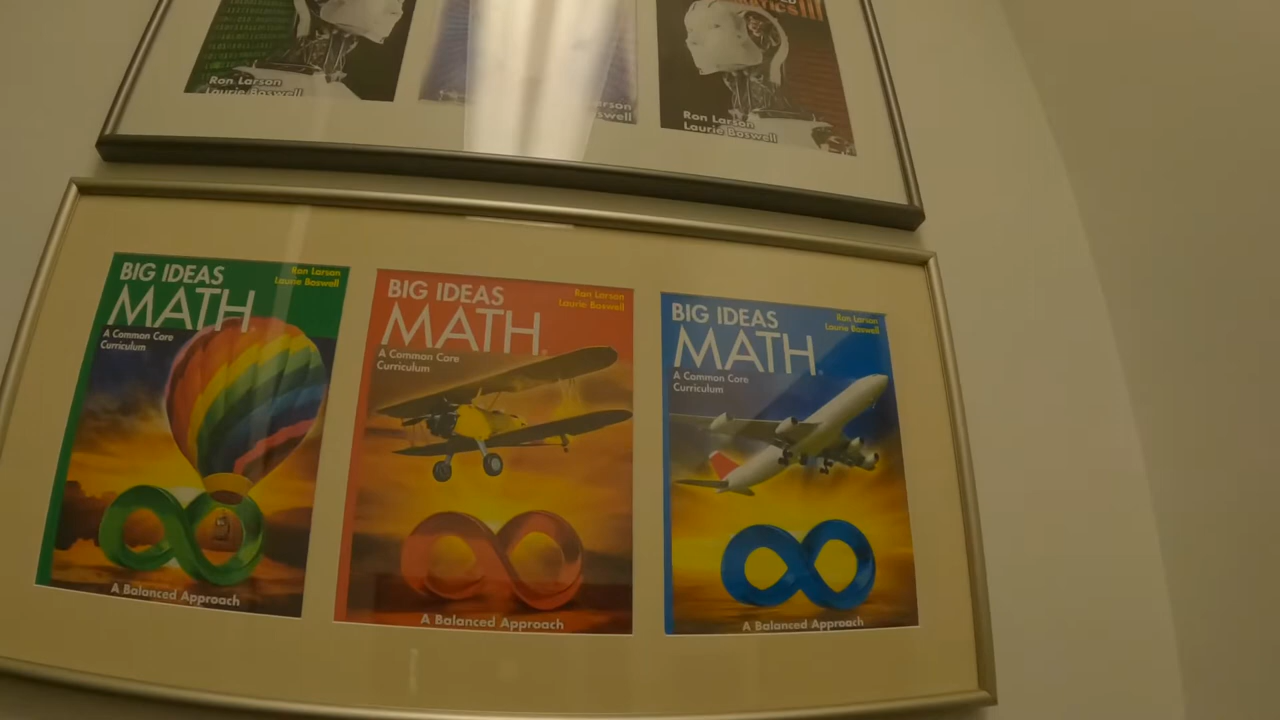 Ron Larson
Laurie Boswell
Ron Larson
Laurie Boswell
BIG IDEAS
MATH
Ron Larson
Laurie Boswell
A Common Core
Curriculum
A Balanced Approach
BIG IDEAS
MATH
Ron Larson
Laurie Boswell
A Common Core
Curriculum
A Balanced Approach
BIG IDEAS
MATH
Ron Larson
Laurie Boswell
A Common Core
Curriculum
A Balanced Approach